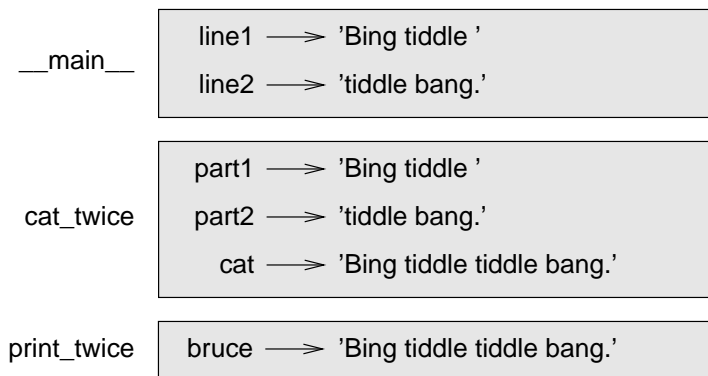 __main__
line1 ’Bing tiddle ’
line2 ’tiddle bang.’
cat_twice
part1 ’Bing tiddle ’
part2 ’tiddle bang.’
cat ’Bing tiddle tiddle bang.’
print_twice
bruce ’Bing tiddle tiddle bang.’